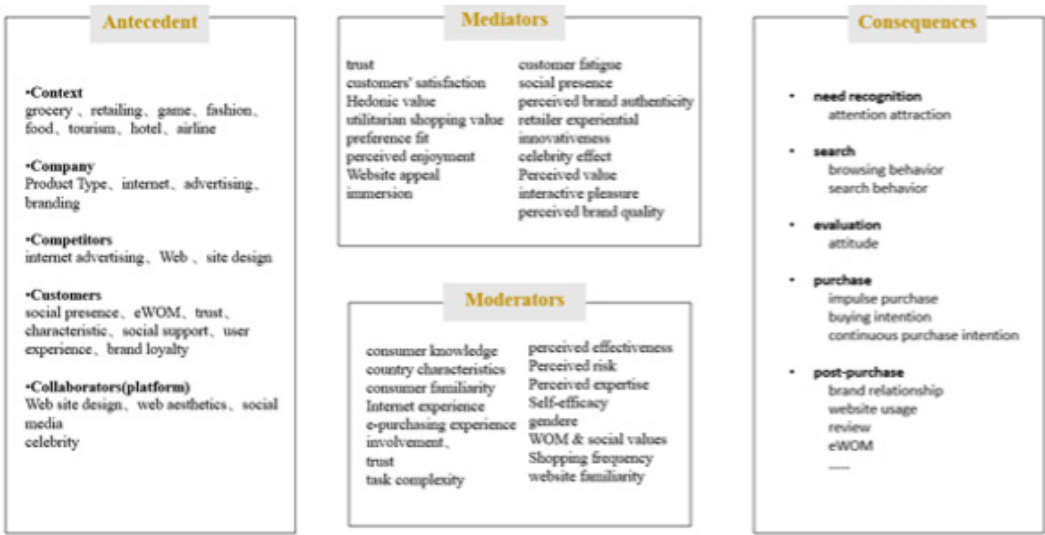 Antecedent
•Context
grocery 、retailing、game、fashion、
food、tourism、hotel、airline
•Company
Product Type、internet、advertising、
branding
•Competitors
internet advertising、Web 、site design
•Customers
social presence、eWOM、trust、
characteristic、social support、user
experience、brand loyalty
•Collaborators(platform)
Web site design、web aesthetics、social
media
celebrity
Mediators
trust
customers' satisfaction
Hedonic value
utilitarian shopping value
preference fit
perceived enjoyment
Website appeal
immersion
customer fatigue
social presence
perceived brand authenticity
retailer experiential
innovativeness
celebrity effect
Perceived value
interactive pleasure
perceived brand quality
Moderators
consumer knowledge
country characteristics
consumer familiarity
Internet experience
e-purchasing experience
involvement、
trust
task complexity
perceived effectiveness
Perceived risk
Perceived expertise
Self-efficacy
gendere
WOM & social values
Shopping frequency
website familiarity
Consequences
• need recognition
attention attraction
• search
browsing behavior
search behavior
• evaluation
attitude
• purchase
impulse purchase
buying intention
continuous purchase intention
• post-purchase
brand relationship
website usage
review
eWOM
......